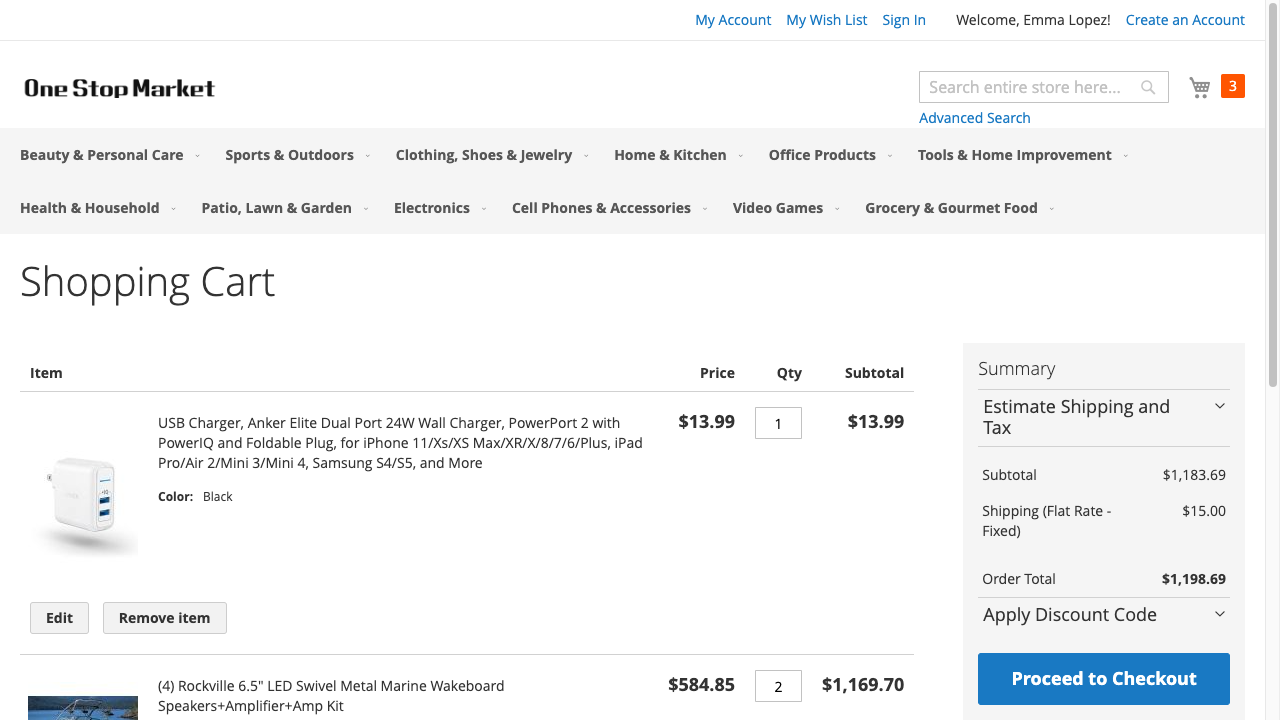 My Account My Wish List Sign In Welcome, Emma Lopez! Create an Account
One Stop Market
Search entire store here...
3
Advanced Search
Beauty & Personal Care Sports & Outdoors Clothing, Shoes & Jewelry Home & Kitchen Office Products Tools & Home Improvement
Health & Household Patio, Lawn & Garden Electronics Cell Phones & Accessories Video Games Grocery & Gourmet Food
Shopping Cart
Item Price Qty Subtotal
USB Charger, Anker Elite Dual Port 24W Wall Charger, PowerPort 2 with
PowerIQ and Foldable Plug, for iPhone 11/Xs/XS Max/XR/X/8/7/6/Plus, iPad
Pro/Air 2/Mini 3/Mini 4, Samsung S4/S5, and More
$13.99 1 $13.99
Color: Black
Edit Remove item
(4) Rockville 6.5" LED Swivel Metal Marine Wakeboard
Speakers+Amplifier+Amp Kit
$584.85 2 $1,169.70
Summary
Estimate Shipping and
Tax
Subtotal $1,183.69
Shipping (Flat Rate - $15.00
Fixed)
Order Total $1,198.69
Apply Discount Code
Proceed to Checkout